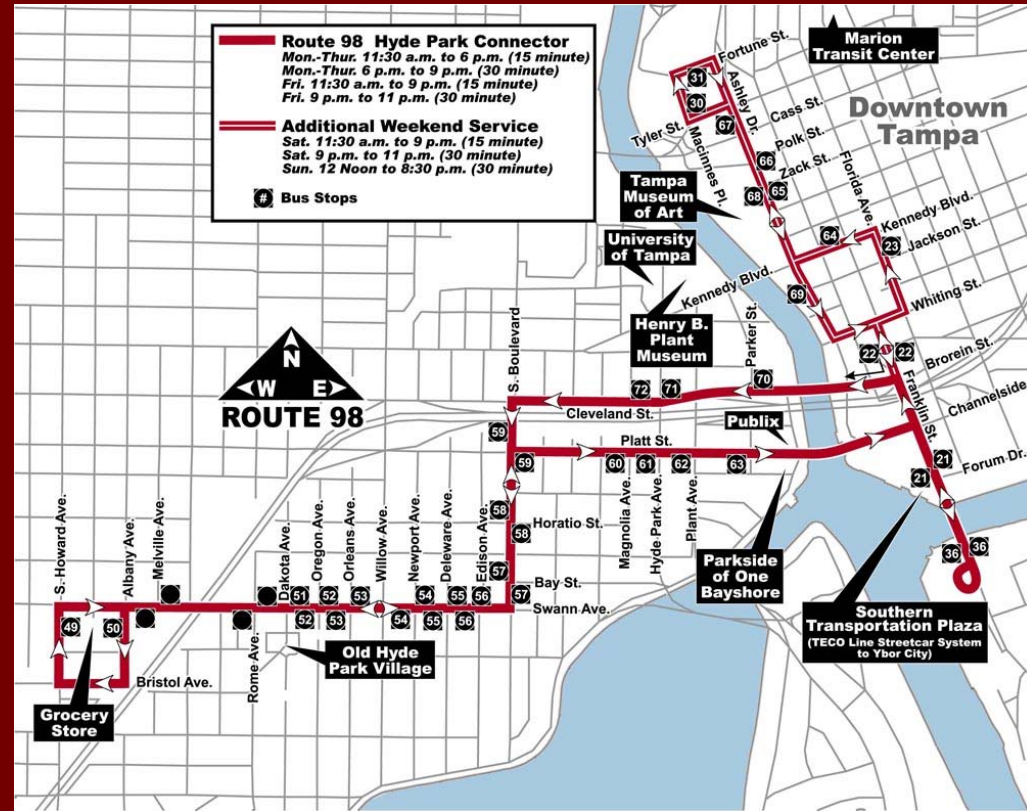 Route 98 Hyde Park Connector
Mon.-Thur. 11:30 a.m. to 6 p.m. (15 minute)
Mon.-Thur. 6 p.m. to 9 p.m. (30 minute)
Fri. 11:30 a.m. to 9 p.m. (15 minute)
Fri. 9 p.m. to 11 p.m. (30 minute)
Additional Weekend Service
Sat. 11:30 a.m. to 9 p.m. (15 minute)
Sat. 9 p.m. to 11 p.m. (30 minute)
Sun. 12 Noon to 8:30 p.m. (30 minute)
# Bus Stops
Marion
Transit Center
Downtown
Tampa
Fortune St.
31
30
Ashley Dr.
67
Cass St.
Tyler St.
Macinnes Pl.
66
Polk St.
Zack St.
65
68
Florida Ave.
Tampa
Museum
of Art
64
Kennedy Blvd.
23
Jackson St.
University
of Tampa
Kennedy Blvd.
69
Whiting St.
Henry B.
Plant
Museum
Parker St.
22
22
Brorein St.
N
W E
ROUTE 98
S. Boulevard
72
71
70
Cleveland St.
Franklin St.
Channelside
Publix
59
Platt St.
59
60
61
62
63
21
21
Forum Dr.
Magnolia Ave.
Hyde Park Ave.
Plant Ave.
58
58
Horatio St.
36
36
Parkside
of One
Bayshore
Southern
Transportation Plaza
(TECO Line Streetcar System
to Ybor City)
S. Howard Ave.
Albany Ave.
Melville Ave.
Dakota Ave.
Oregon Ave.
Orleans Ave.
Willow Ave.
Newport Ave.
Deleware Ave.
Edison Ave.
57
57
Bay St.
Swann Ave.
51
52
53
54
55
56
52
53
54
55
56
49
50
Rome Ave.
Old Hyde
Park Village
Bristol Ave.
Grocery
Store